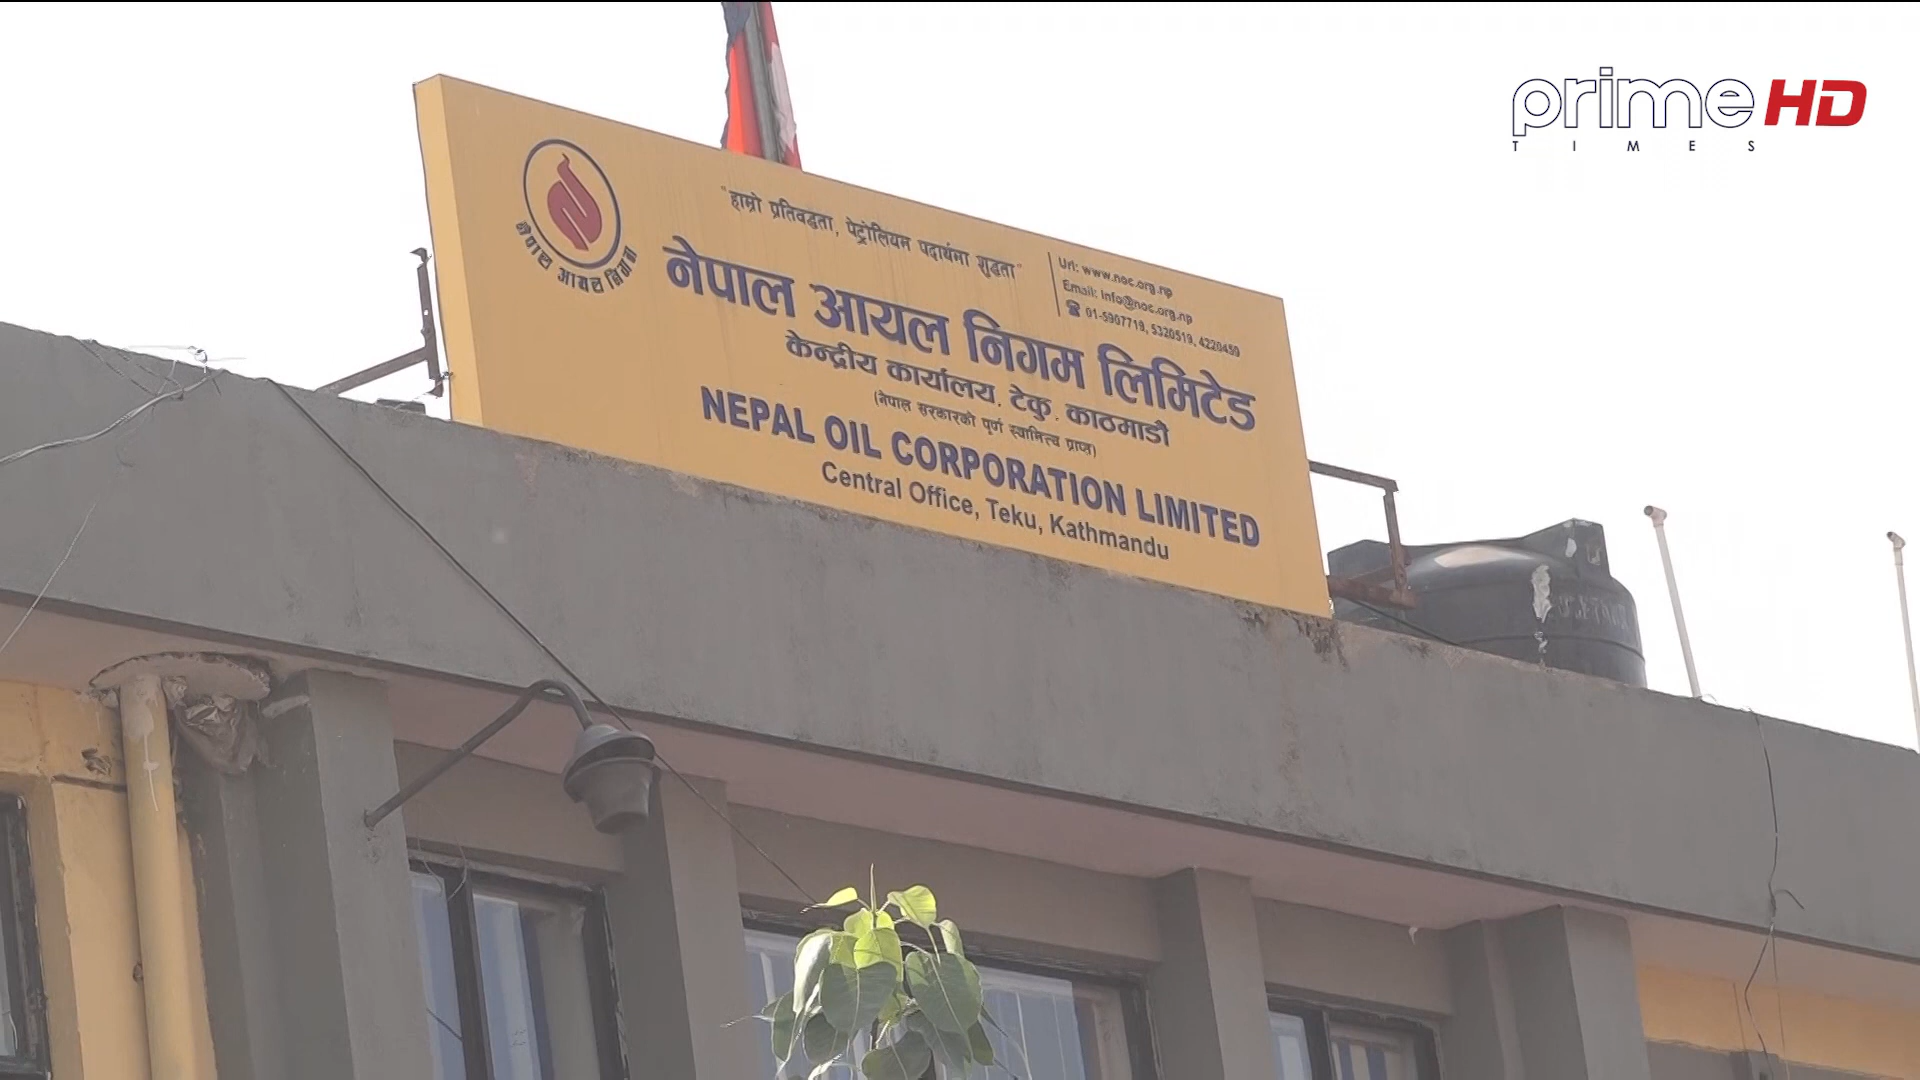 prime HD
TIMES
"हाम्रो प्रतिवद्धता, पेट्रोलियम पदार्थमा शुद्धता"
Url: www.noc.org.np
Email: info@noc.org.np
☎ 01-5907719, 5320519, 4220459
नेपाल आयल निगम
नेपाल आयल निगम लिमिटेड
केन्द्रीय कार्यालय, टेकु, काठमाडौं
(नेपाल सरकारको पूर्ण स्वामित्व प्राप्त)
NEPAL OIL CORPORATION LIMITED
Central Office, Teku, Kathmandu